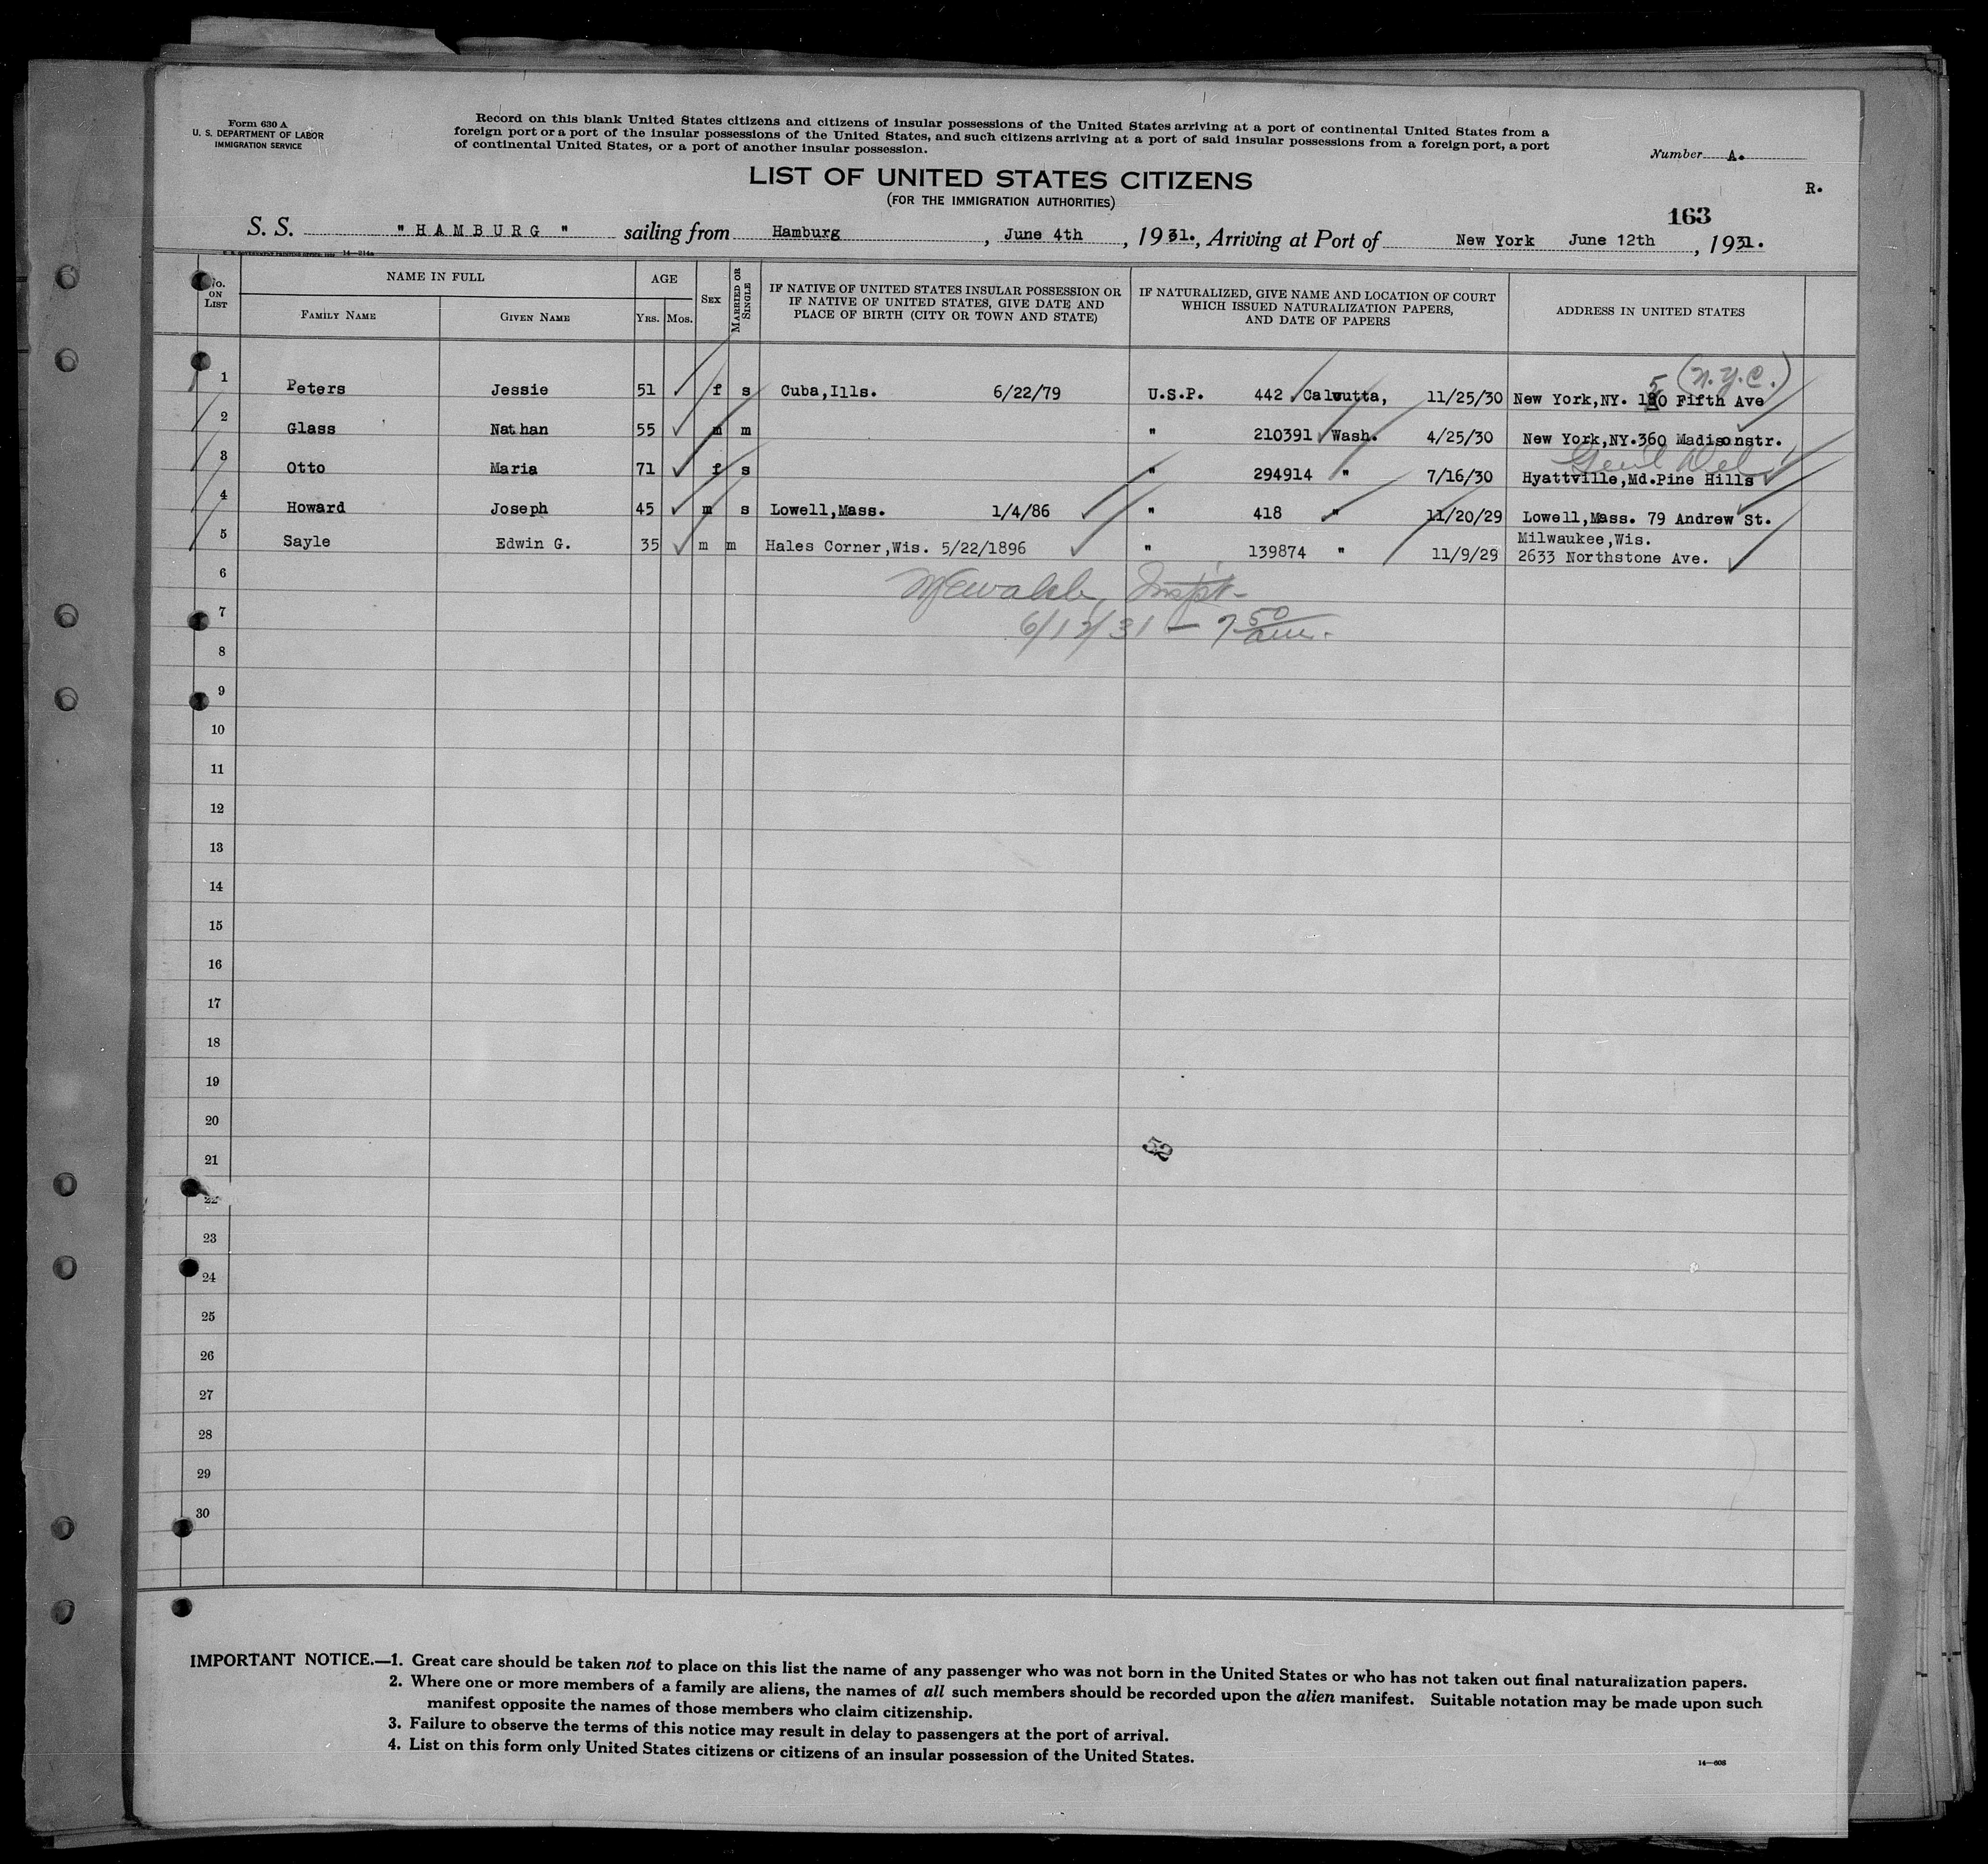 Form 630 A
U. S. DEPARTMENT OF LABOR
IMMIGRATION SERVICE
Record on this blank United States citizens and citizens of insular possessions of the United States arriving at a port of continental United States from a
foreign port or a port of the insular possessions of the United States, and such citizens arriving at a port of said insular possessions from a foreign port, a port
of continental United States, or a port of another insular possession.
Number A.
LIST OF UNITED STATES CITIZENS
(FOR THE IMMIGRATION AUTHORITIES)
R.
163
S. S. "HAMBURG" sailing from Hamburg, June 4th, 1931., Arriving at Port of New York June 12th, 1931.
No. ON LIST
NAME IN FULL
FAMILY NAME
GIVEN NAME
AGE
YRS. MOS.
SEX
MARRIED OR SINGLE
IF NATIVE OF UNITED STATES INSULAR POSSESSION OR
IF NATIVE OF UNITED STATES, GIVE DATE AND
PLACE OF BIRTH (CITY OR TOWN AND STATE)
IF NATURALIZED, GIVE NAME AND LOCATION OF COURT
WHICH ISSUED NATURALIZATION PAPERS,
AND DATE OF PAPERS
ADDRESS IN UNITED STATES
(N.Y.C.)
1 Peters Jessie 51 f s Cuba,Ills. 6/22/79 U.S.P. 442 Calcutta, 11/25/30 New York,NY. 150 Fifth Ave
2 Glass Nathan 55 m m " 210391 Wash. 4/25/30 New York,NY.360 Madisonstr.
Gen'l Del
3 Otto Maria 71 f s " 294914 " 7/16/30 Hyattville,Md.Pine Hills
4 Howard Joseph 45 m s Lowell,Mass. 1/4/86 " 418 " 11/20/29 Lowell,Mass. 79 Andrew St.
5 Sayle Edwin G. 35 m m Hales Corner,Wis. 5/22/1896 " 139874 " 11/9/29 Milwaukee,Wis.
2633 Northstone Ave.
6
Inspt-
7
6/12/31 - 7 50 am.
8
9
10
11
12
13
14
15
16
17
18
19
20
52
21
22
23
24
25
26
27
28
29
30
IMPORTANT NOTICE.—1. Great care should be taken not to place on this list the name of any passenger who was not born in the United States or who has not taken out final naturalization papers.
2. Where one or more members of a family are aliens, the names of all such members should be recorded upon the alien manifest. Suitable notation may be made upon such
manifest opposite the names of those members who claim citizenship.
3. Failure to observe the terms of this notice may result in delay to passengers at the port of arrival.
4. List on this form only United States citizens or citizens of an insular possession of the United States.
14—608